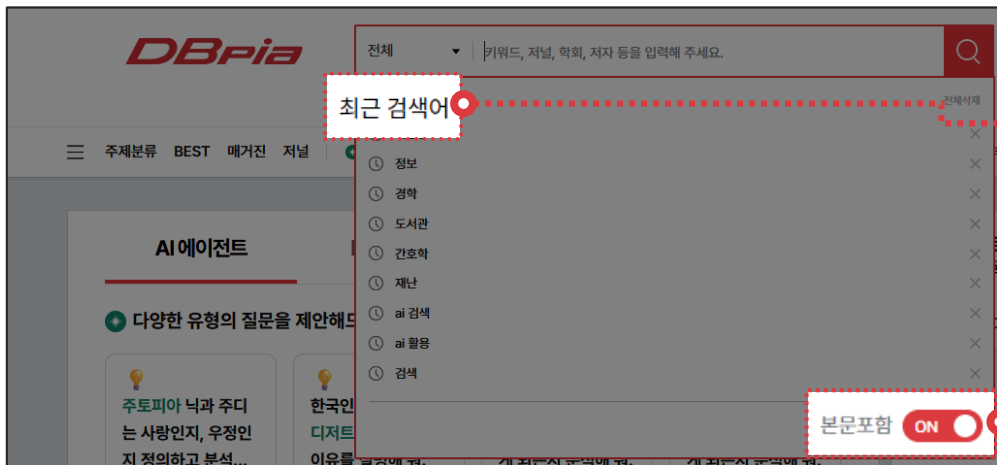 DBpia
전체
키워드, 저널, 학회, 저자 등을 입력해 주세요.
최근 검색어
전체삭제
주제분류 BEST 매거진 저널
정보
경학
도서관
간호학
재난
ai 검색
ai 활용
검색
본문포함 ON
AI 에이전트
다양한 유형의 질문을 제안해드
주토피아 닉과 주디
는 사랑인지, 우정인
지 정의하고 분석...
한국인
디저트
이유를